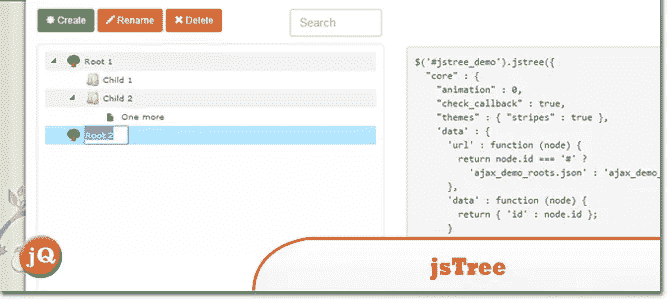 Create Rename Delete Search
Root 1
Child 1
Child 2
One more
Root 2
$('#jstree_demo').jstree({
"core" : {
"animation" : 0,
"check_callback" : true,
"themes" : { "stripes" : true },
'data' : {
'url' : function (node) {
return node.id === '#' ?
'ajax_demo_roots.json' : 'ajax_demo_
},
'data' : function (node) {
return { 'id' : node.id };
}
jQ
jsTree